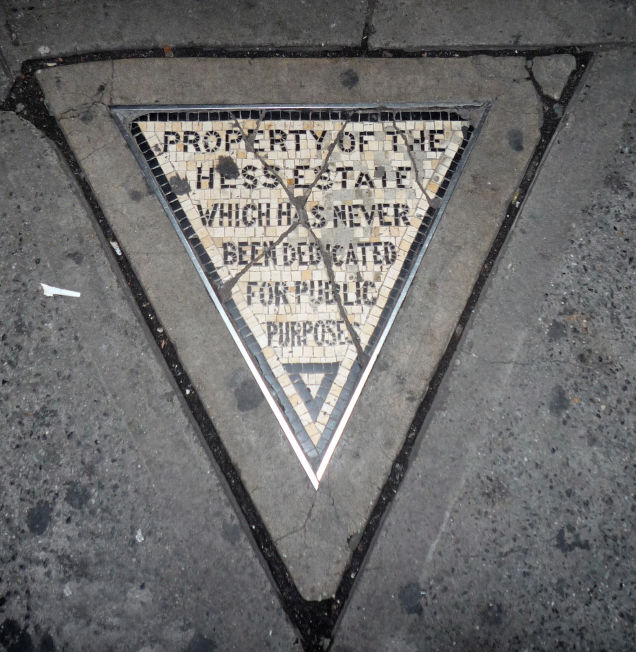 PROPERTY OF THE
HESS ESTATE
WHICH HAS NEVER
BEEN DEDICATED
FOR PUBLIC
PURPOSES